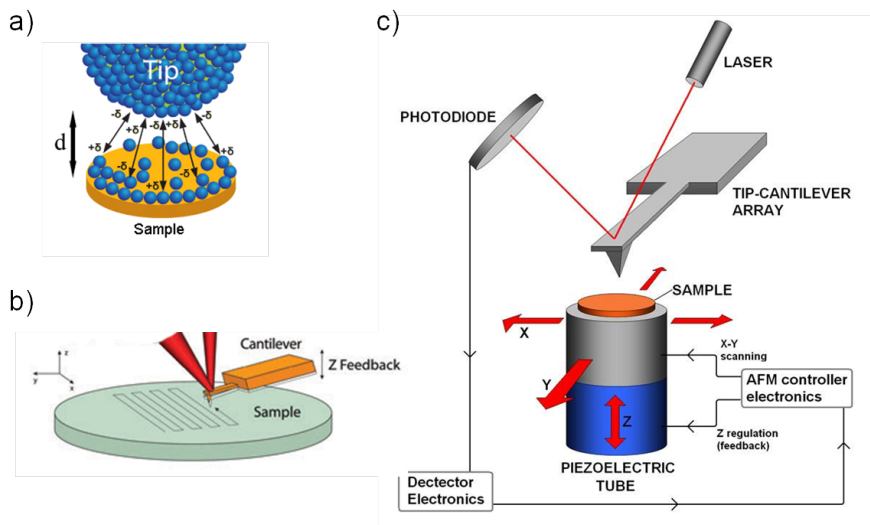 a)
Tip
-δ
-δ
-δ
+δ
-δ
d
+δ
-δ
+δ
-δ
+δ
Sample
b)
Cantilever
Z Feedback
Sample
z
y
x
c)
LASER
PHOTODIODE
TIP-CANTILEVER
ARRAY
SAMPLE
X
Y
Z
X-Y
scanning
AFM controller
electronics
Z regulation
(feedback)
PIEZOELECTRIC
TUBE
Dectector
Electronics